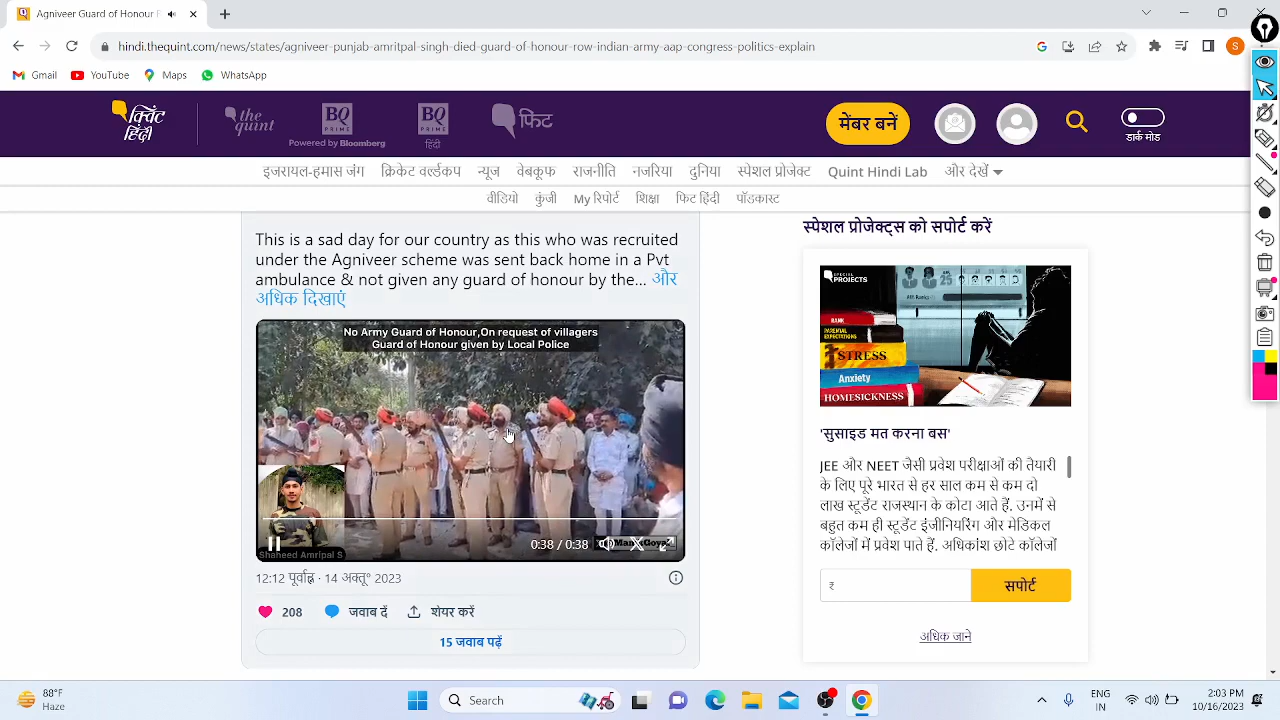 Agniver Guard of Honour F
hindi.thequint.com/news/states/agniveer-punjab-amritpal-singh-died-guard-of-honour-row-indian-army-aap-congress-politics-explain
Gmail YouTube Maps WhatsApp
क्विंट हिंदी
the quint
BQ PRIME
Powered by Bloomberg
BQ PRIME
हिंदी
फिट
मेंबर बनें
डार्क मोड
इजरायल-हमास जंग क्रिकेट वर्ल्डकप न्यूज वेबकूफ राजनीति नजरिया दुनिया स्पेशल प्रोजेक्ट Quint Hindi Lab और देखें
वीडियो कुंजी My रिपोर्ट शिक्षा फिट हिंदी पॉडकास्ट
This is a sad day for our country as this who was recruited
under the Agniveer scheme was sent back home in a Pvt
ambulance & not given any guard of honour by the... और
अधिक दिखाएं
No Army Guard of Honour,On request of villagers
Guard of Honour given by Local Police.
Shaheed Amritpal S
0:38 / 0:38
12:12 पूर्वाह्न · 14 अक्तू॰ 2023
208 जवाब दें शेयर करें
15 जवाब पढ़ें
स्पेशल प्रोजेक्ट्स को सपोर्ट करें
SPECIAL PROJECTS
BANK
PARENTAL EXPECTATIONS
STRESS
Anxiety
HOMESICKNESS
'सुसाइड मत करना बस'
JEE और NEET जैसी प्रवेश परीक्षाओं की तैयारी
के लिए पूरे भारत से हर साल कम से कम दो
लाख स्टूडेंट राजस्थान के कोटा आते हैं. उनमें से
बहुत कम ही स्टूडेंट इंजीनियरिंग और मेडिकल
कॉलेजों में प्रवेश पाते हैं. अधिकांश छोटे कॉलेजों
₹
सपोर्ट
अधिक जाने
88°F
Haze
Search
ENG
IN
2:03 PM
10/16/2023